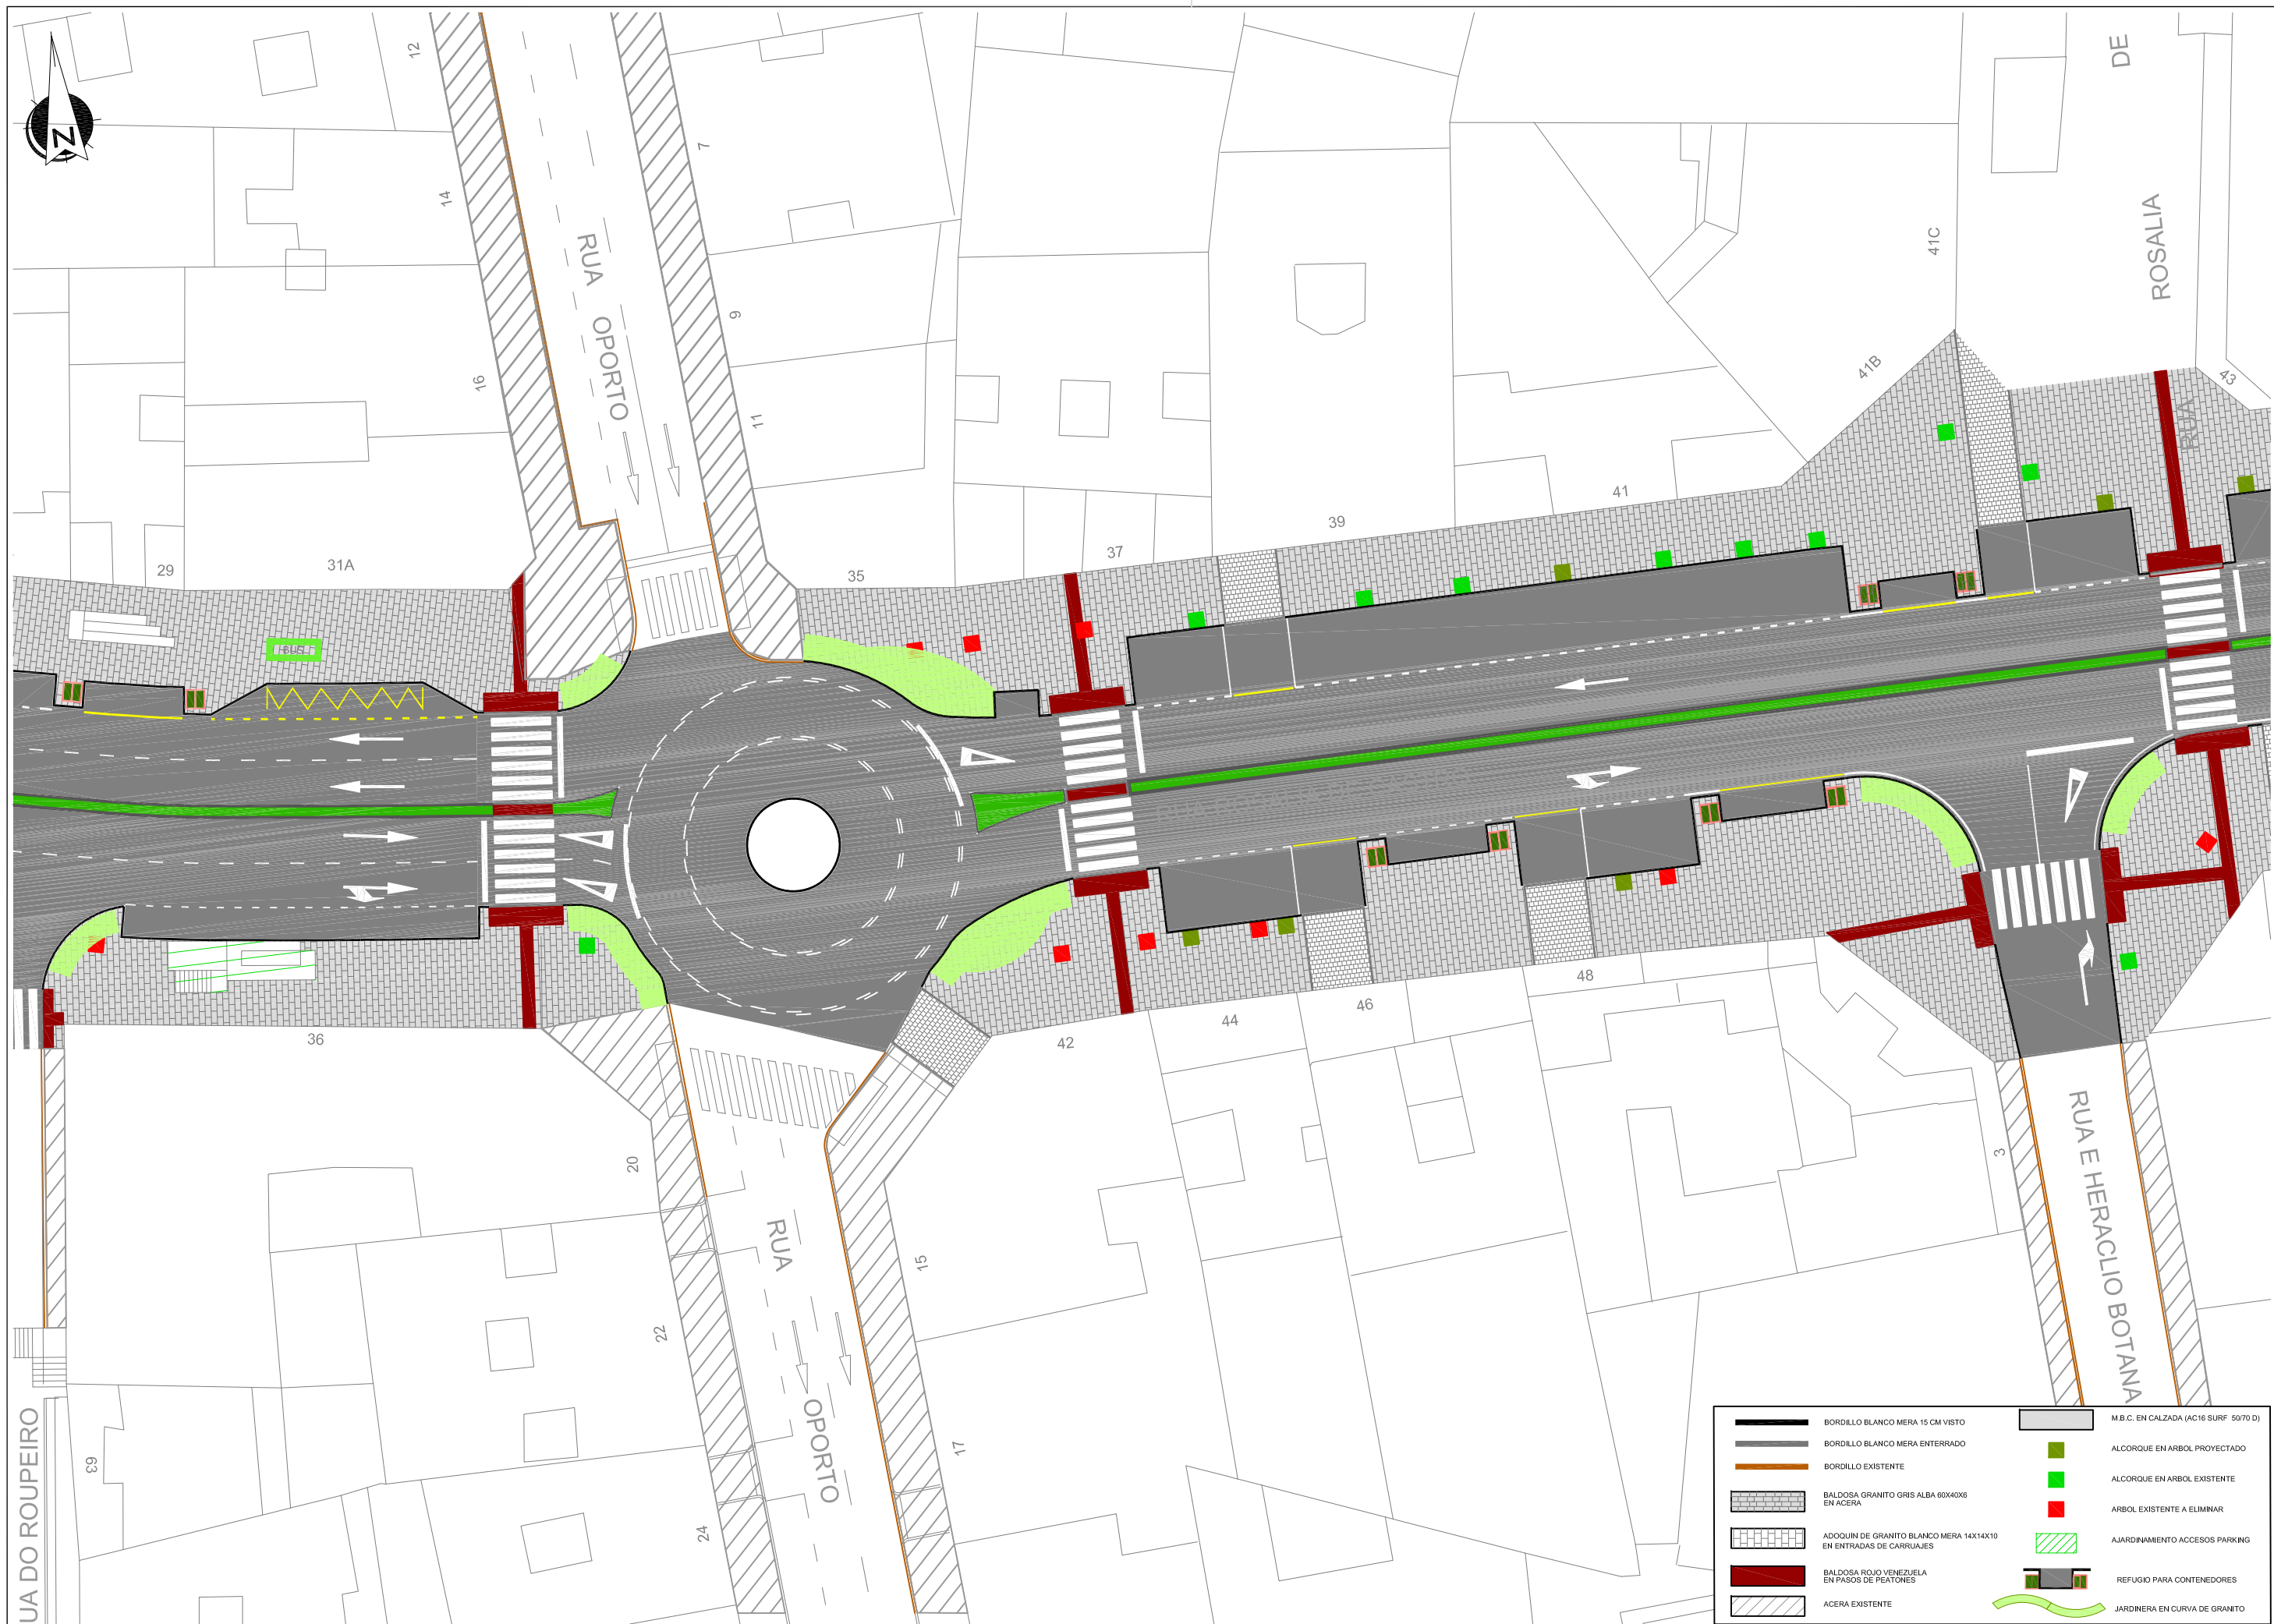 N
12
14
16
7
9
11
RUA
OPORTO
29
31A
35
37
39
41
41B
41C
43
DE
ROSALIA
RUA
BUS
36
42
44
46
48
20
22
24
15
17
3
63
RUA
OPORTO
RUA E HERACLIO BOTANA
UA DO ROUPEIRO
BORDILLO BLANCO MERA 15 CM VISTO
BORDILLO BLANCO MERA ENTERRADO
BORDILLO EXISTENTE
BALDOSA GRANITO GRIS ALBA 60X40X6
EN ACERA
ADOQUIN DE GRANITO BLANCO MERA 14X14X10
EN ENTRADAS DE CARRUAJES
BALDOSA ROJO VENEZUELA
EN PASOS DE PEATONES
ACERA EXISTENTE
M.B.C. EN CALZADA (AC16 SURF 50/70 D)
ALCORQUE EN ARBOL PROYECTADO
ALCORQUE EN ARBOL EXISTENTE
ARBOL EXISTENTE A ELIMINAR
AJARDINAMIENTO ACCESOS PARKING
REFUGIO PARA CONTENEDORES
JARDINERA EN CURVA DE GRANITO